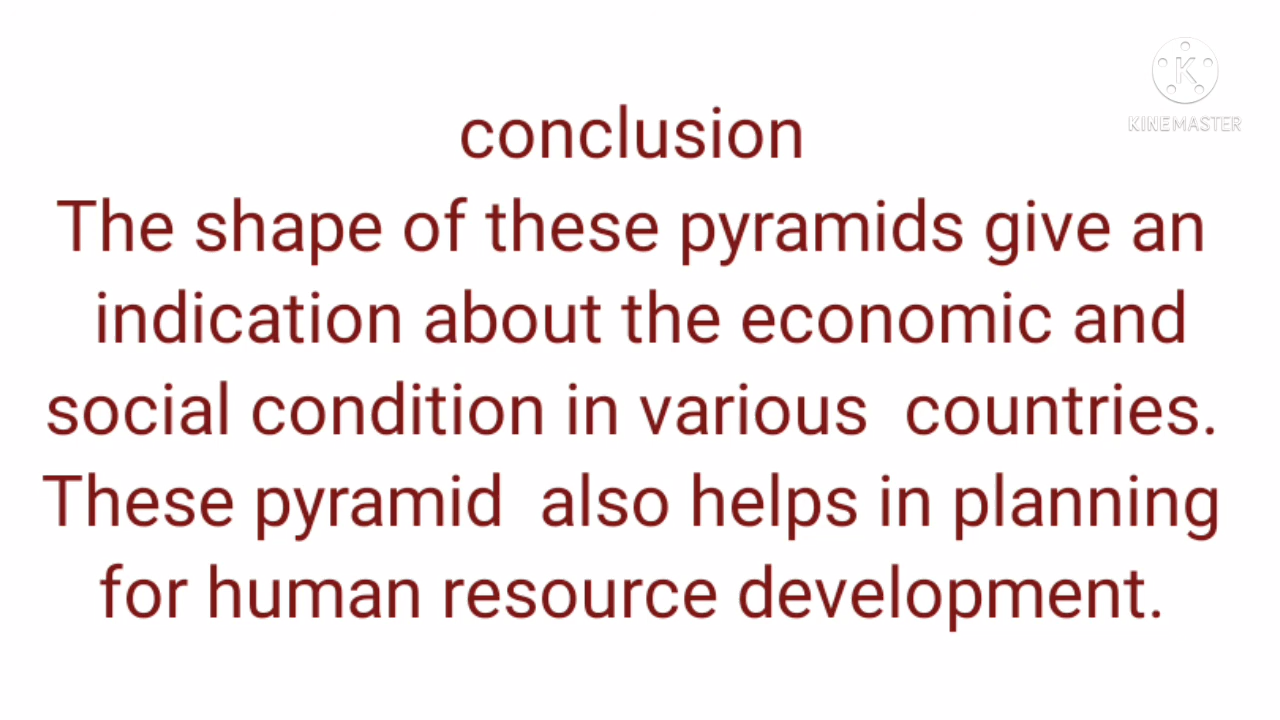 K
KINEMASTER
conclusion
The shape of these pyramids give an
indication about the economic and
social condition in various  countries.
These pyramid  also helps in planning
for human resource development.